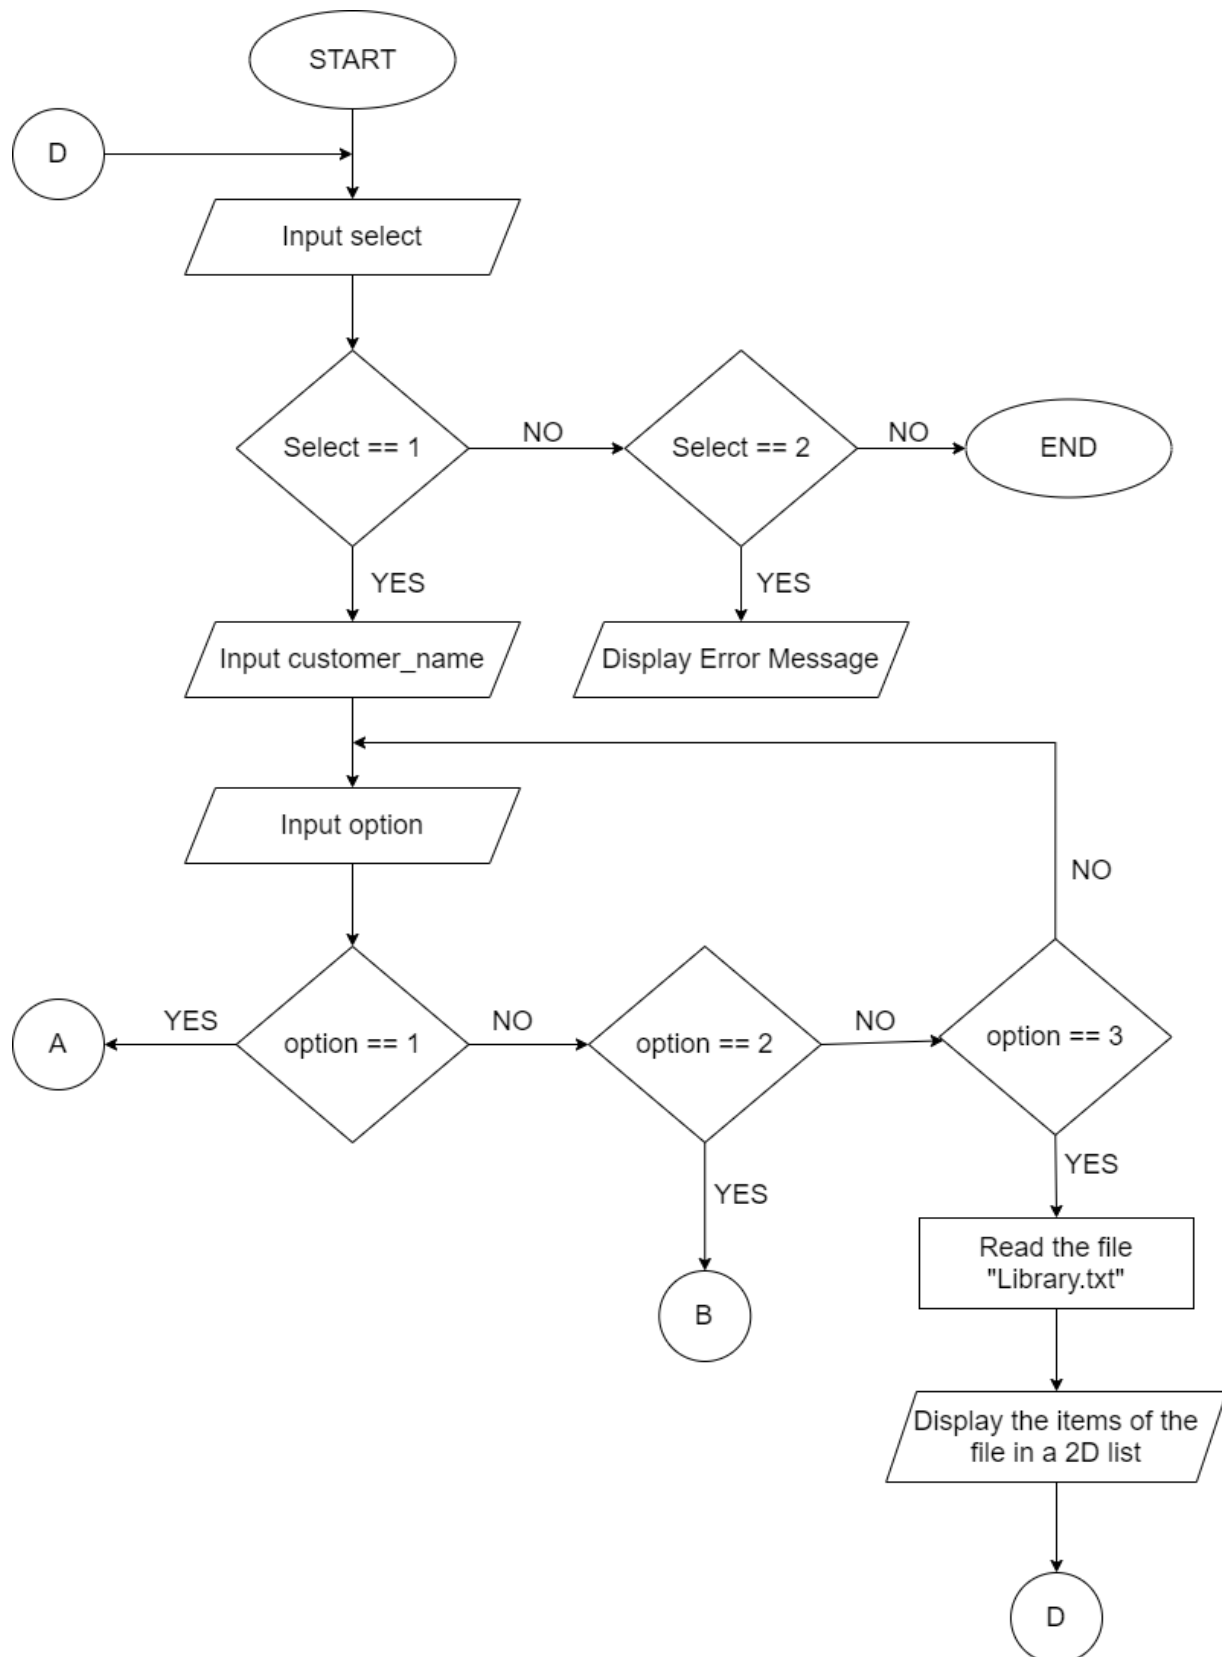 START
D
Input select
Select == 1
NO
Select == 2
NO
END
YES
YES
Input customer_name
Display Error Message
Input option
NO
A
YES
option == 1
NO
option == 2
NO
option == 3
YES
YES
B
Read the file
"Library.txt"
Display the items of the
file in a 2D list
D